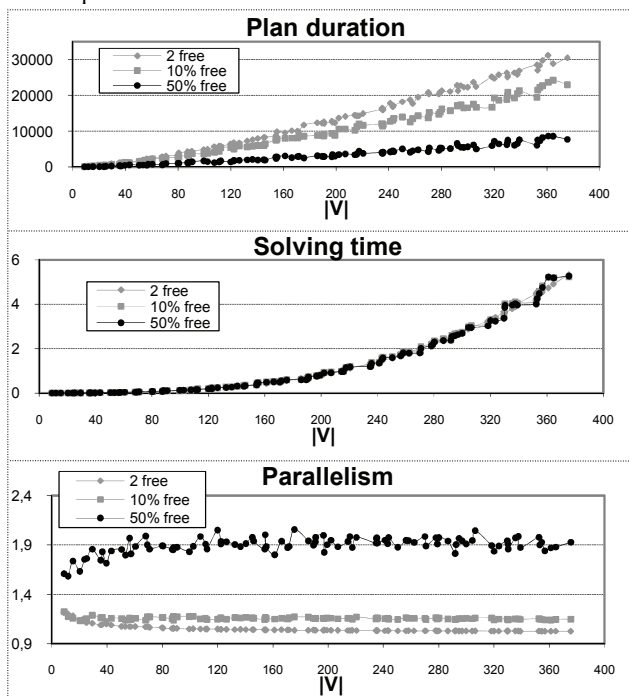 Plan duration
2 free
10% free
50% free
30000
20000
10000
0
0 40 80 120 160 200 240 280 320 360 400
|V|
Solving time
6
2 free
10% free
50% free
4
2
0
0 40 80 120 160 200 240 280 320 360 400
|V|
Parallelism
2 free
10% free
50% free
2,4
1,9
1,4
0,9
0 40 80 120 160 200 240 280 320 360 400
|V|